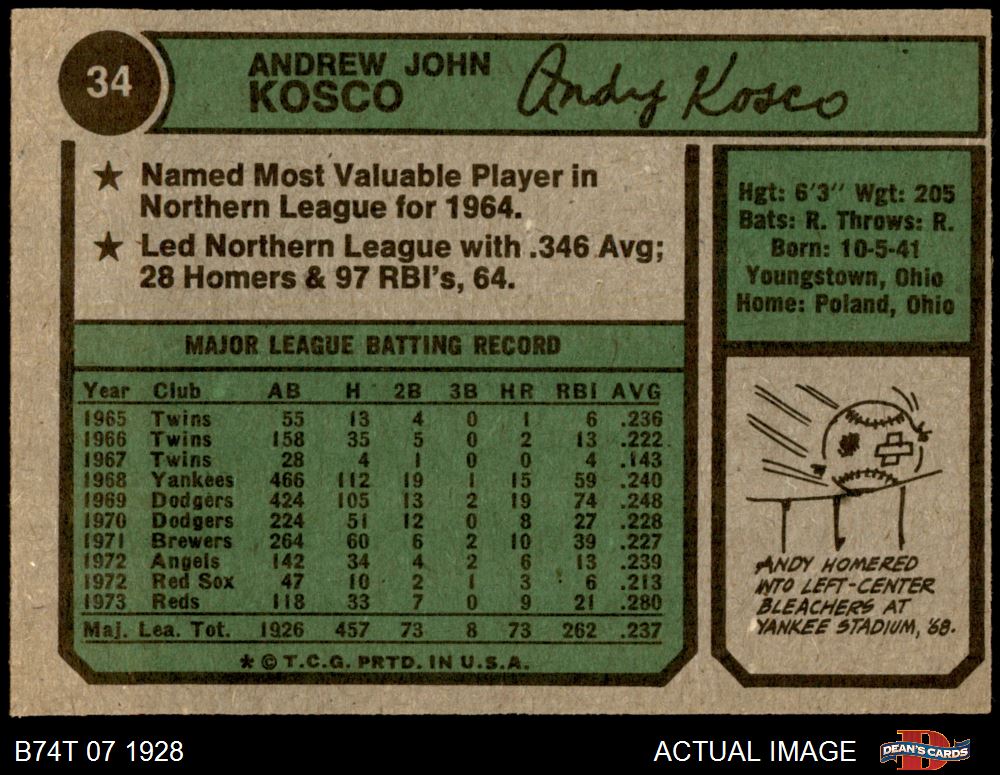 34
ANDREW JOHN
KOSCO
Andy Kosco
★ Named Most Valuable Player in
Northern League for 1964.
★ Led Northern League with .346 Avg;
28 Homers & 97 RBI's, 64.
Hgt: 6'3" Wgt: 205
Bats: R. Throws: R.
Born: 10-5-41
Youngstown, Ohio
Home: Poland, Ohio
MAJOR LEAGUE BATTING RECORD
Year Club AB H 2B 3B HR RBI AVG
1965 Twins 55 13 4 0 1 6 .236
1966 Twins 158 35 5 0 2 13 .222
1967 Twins 28 4 1 0 0 4 .143
1968 Yankees 466 112 19 1 15 59 .240
1969 Dodgers 424 105 13 2 19 74 .248
1970 Dodgers 224 51 12 0 8 27 .228
1971 Brewers 264 60 6 2 10 39 .227
1972 Angels 142 34 4 2 6 13 .239
1972 Red Sox 47 10 2 1 3 6 .213
1973 Reds 118 33 7 0 9 21 .280
Maj. Lea. Tot. 1926 457 73 8 73 262 .237
* © T.C.G. PRTD. IN U.S.A.
ANDY HOMERED
INTO LEFT-CENTER
BLEACHERS AT
YANKEE STADIUM, '68.
B74T 07 1928
ACTUAL IMAGE
DEAN'S CARDS